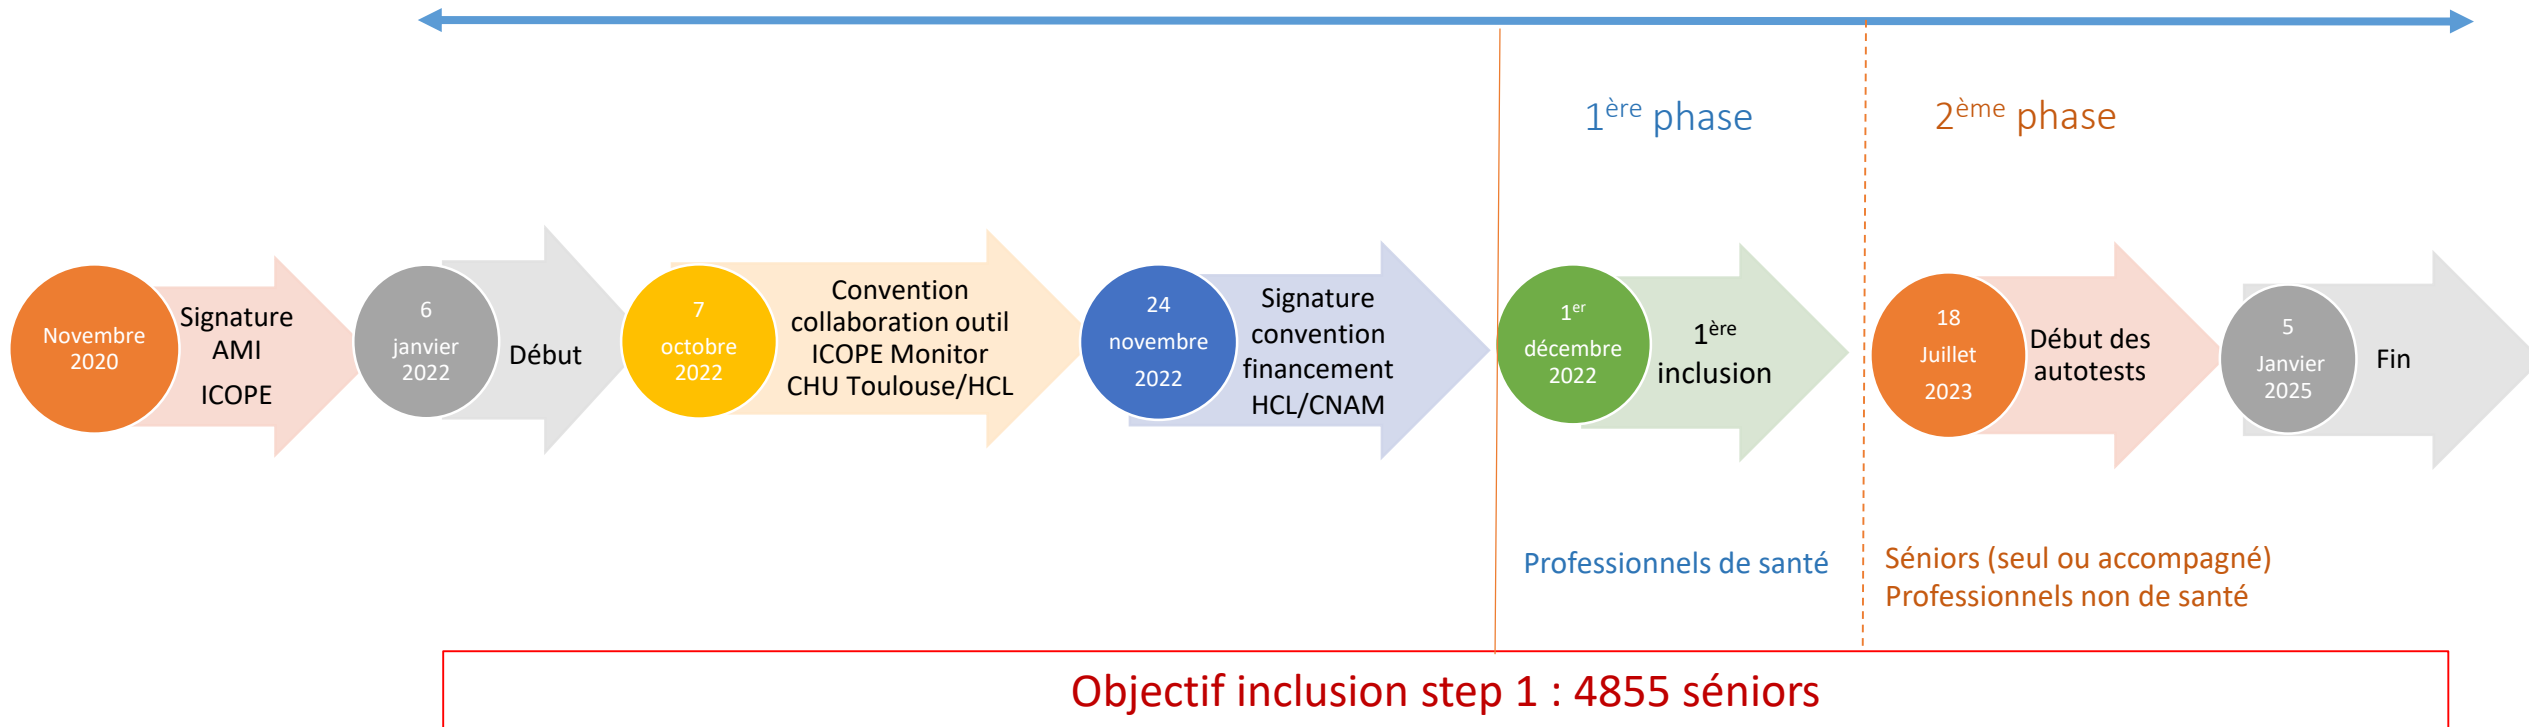 1ère phase
2ème phase
Novembre
2020
Signature
AMI
ICOPE
6
janvier
2022
Début
7
octobre
2022
Convention
collaboration outil
ICOPE Monitor
CHU Toulouse/HCL
24
novembre
2022
Signature
convention
financement
HCL/CNAM
1er
décembre
2022
1ère
inclusion
18
Juillet
2023
Début des
autotests
5
Janvier
2025
Fin
Professionnels de santé
Séniors (seul ou accompagné)
Professionnels non de santé
Objectif inclusion step 1 : 4855 séniors